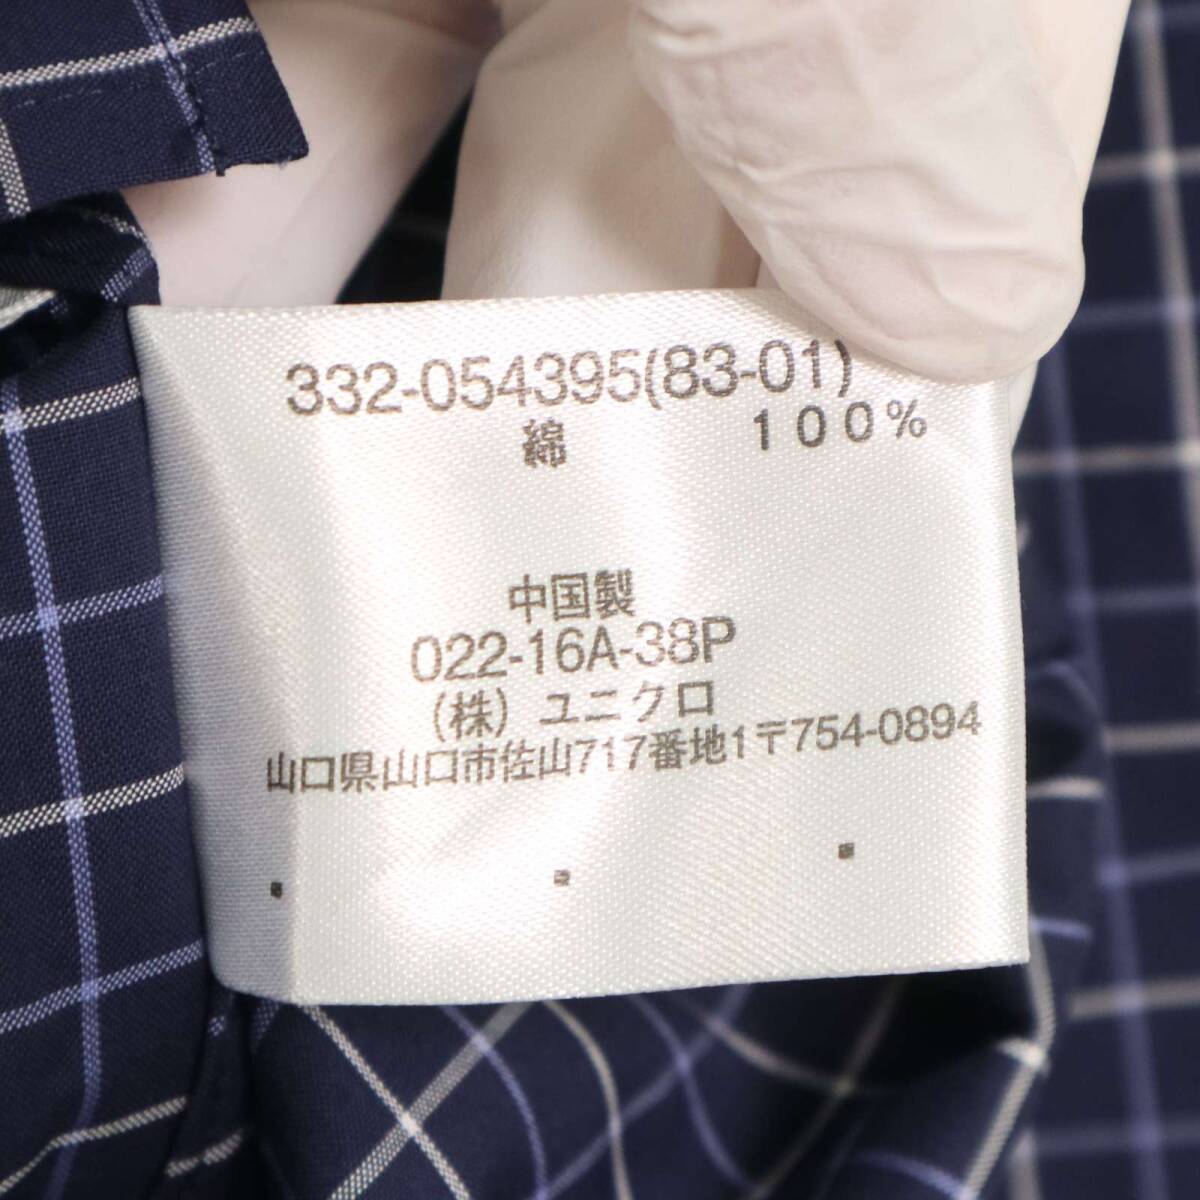 332-054395(83-01)
綿 100%
中国製
022-16A-38P
(株) ユニクロ
山口県山口市佐山717番地1〒754-0894